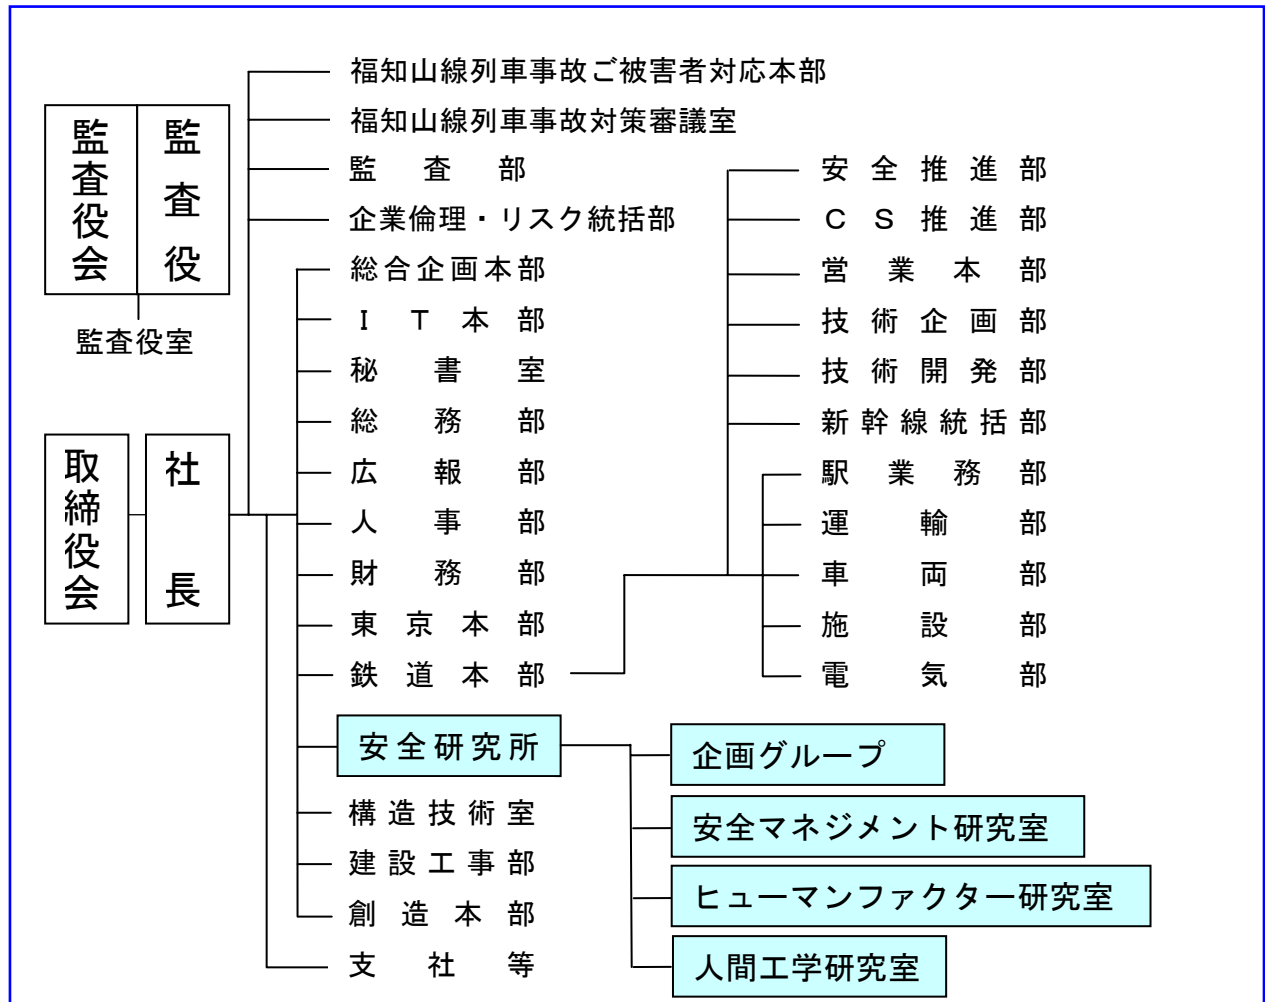 監査役会
監査役
監査役室
取締役会
社長
福知山線列車事故ご被害者対応本部
福知山線列車事故対策審議室
監査部
企業倫理・リスク統括部
総合企画本部
ＩＴ本部
秘書室
総務部
広報部
人事部
財務部
東京本部
鉄道本部
安全研究所
構造技術室
建設工事部
創造本部
支社等
安全推進部
ＣＳ推進部
営業本部
技術企画部
技術開発部
新幹線統括部
駅業務部
運輸部
車両部
施設部
電気部
企画グループ
安全マネジメント研究室
ヒューマンファクター研究室
人間工学研究室